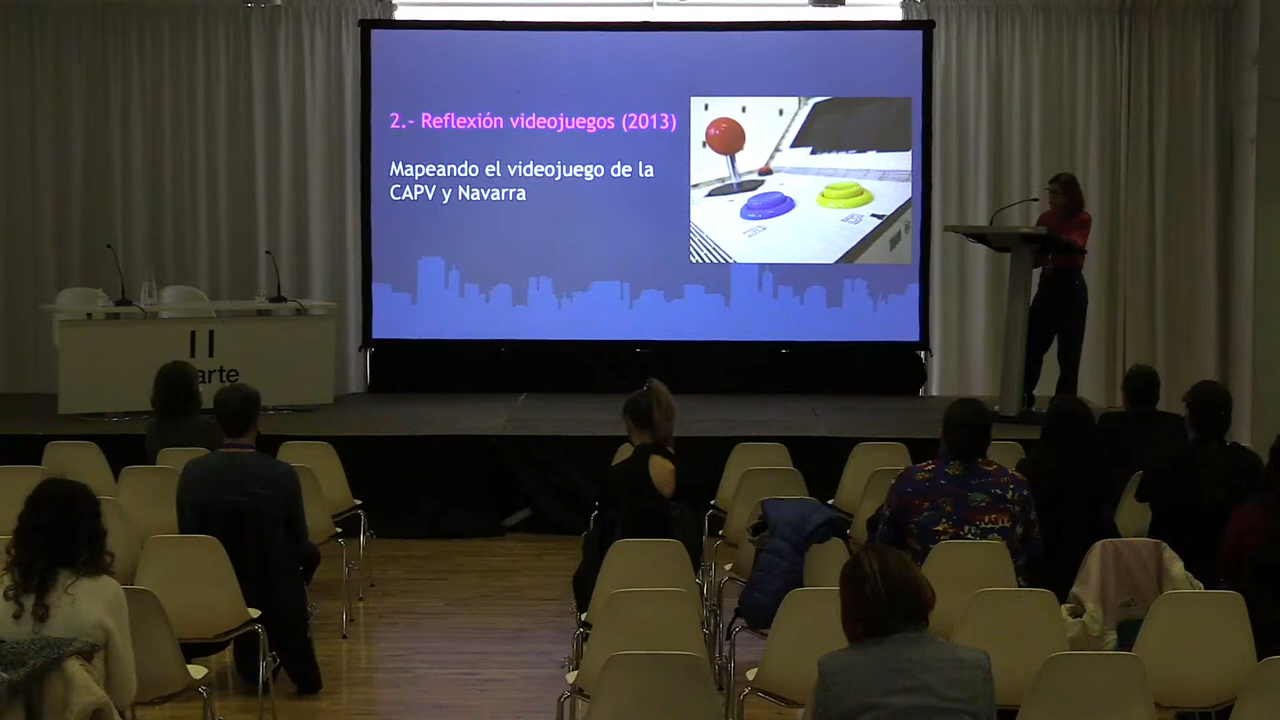 2.- Reflexión videojuegos (2013)
Mapeando el videojuego de la
CAPV y Navarra
arte